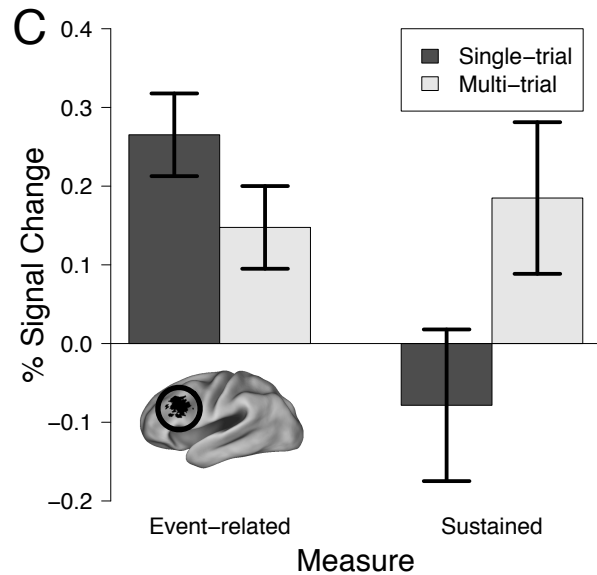 C
% Signal Change
0.4
0.3
0.2
0.1
0.0
−0.1
−0.2
Single−trial
Multi−trial
Event−related
Sustained
Measure